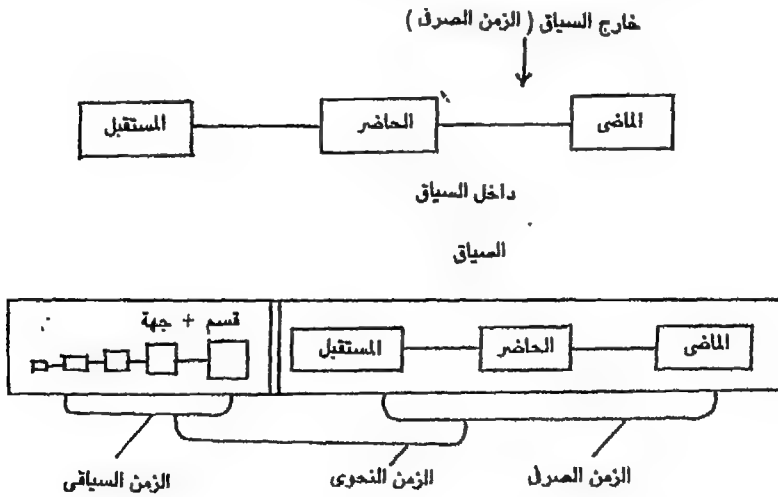 خارج السياق ( الزمن الصرفى )
الماضى الحاضر المستقبل
داخل السياق
السياق
قسم + جهة
الماضى الحاضر المستقبل
الزمن الصرفى الزمن النحوى الزمن السياقى